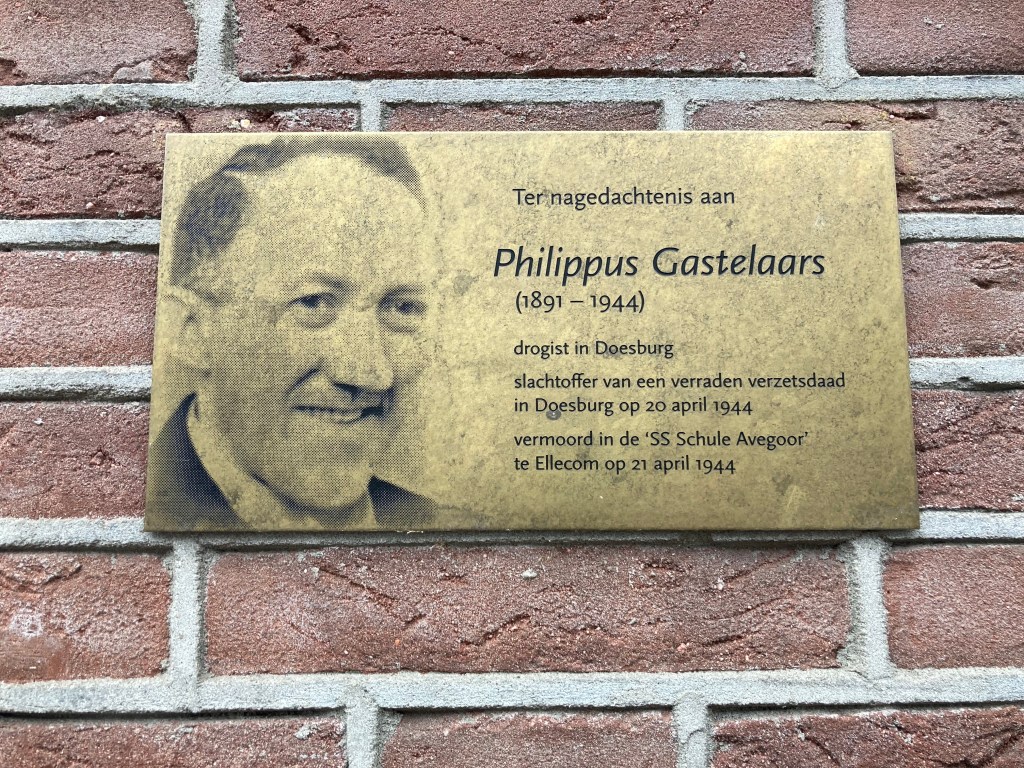 Ter nagedachtenis aan
Philippus Gastelaars
(1891 – 1944)
drogist in Doesburg
slachtoffer van een verraden verzetsdaad
in Doesburg op 20 april 1944
vermoord in de ‘SS Schule Avegoor’
te Ellecom op 21 april 1944